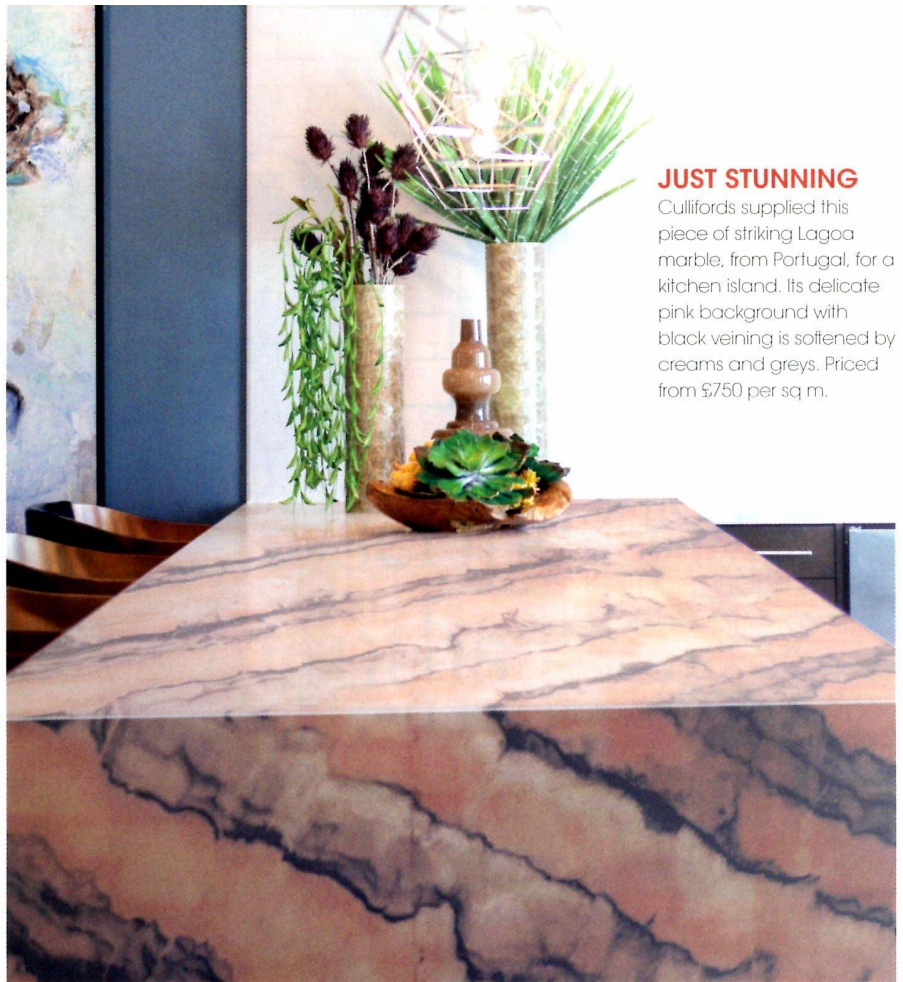 JUST STUNNING
Cullifords supplied this
piece of striking Lagoa
marble, from Portugal, for a
kitchen island. Its delicate
pink background with
black veining is softened by
creams and greys. Priced
from £750 per sq m.